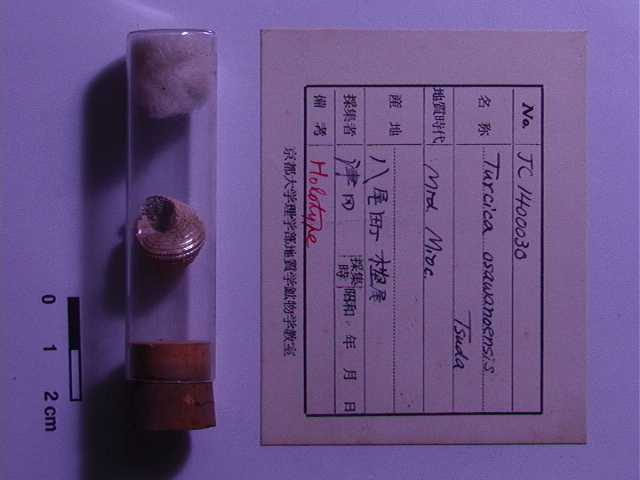 No. JC 1400030
名称 Turcica osawanoensis
Tsuda
地質時代 Mid. Mioc.
産地
八尾町 樫尾
採集者 津田 採集時 昭和 年 月 日
備考 Holotype
京都大学理学部地質学鉱物学教室
0 1 2 cm